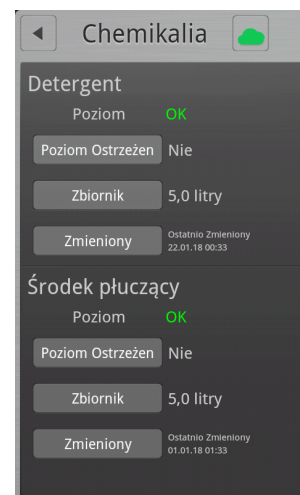 Chemikalia
Detergent
Poziom OK
Poziom Ostrzeżen Nie
Zbiornik 5,0 litry
Zmieniony Ostatnio Zmieniony
22.01.18 00:33
Środek płuczący
Poziom OK
Poziom Ostrzeżen Nie
Zbiornik 5,0 litry
Zmieniony Ostatnio Zmieniony
01.01.18 01:33